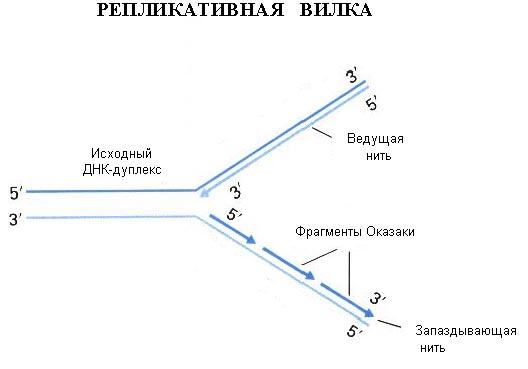 РЕПЛИКАТИВНАЯ ВИЛКА
3′
5′
Ведущая
нить
Исходный
ДНК-дуплекс
5′
3′
3′
5′
Фрагменты Оказаки
3′
5′
Запаздывающая
нить